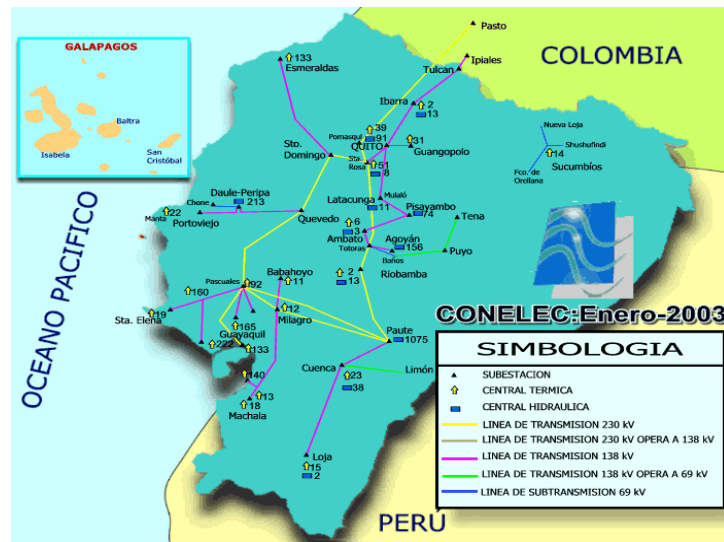 GALAPAGOS
Baltra
Isabela
San
Cristóbal
COLOMBIA
Pasto
Ipiales
Tulcan
133
Esmeraldas
Ibarra
2
13
39
Pomasqui
91
QUITO
31
Guangopolo
Sto.
Domingo
Sta.
Rosa
51
8
Nueva Loja
Shushufindi
14
Fco. de
Orellana
Sucumbíos
Daule-Peripa
Chone
213
22
Manta
Portoviejo
Quevedo
Latacunga
Mulaló
11
Pisayambo
74
Tena
6
3
Ambato
Totoras
Agoyán
156
Baños
Puyo
Riobamba
2
13
OCEANO PACIFICO
Pascuales
92
Babahoyo
11
160
19
Sta. Elena
12
Milagro
165
Guayaquil
222
133
Paute
1075
140
13
18
Machala
Cuenca
23
38
Limón
Loja
15
2
PERÚ
CONELEC:Enero-2003
SIMBOLOGIA
SUBESTACION
CENTRAL TERMICA
CENTRAL HIDRAULICA
LINEA DE TRANSMISION 230 kV
LINEA DE TRANSMISION 230 kV OPERA A 138 kV
LINEA DE TRANSMISION 138 kV
LINEA DE TRANSMISION 138 kV OPERA A 69 kV
LINEA DE SUBTRANSMISION 69 kV